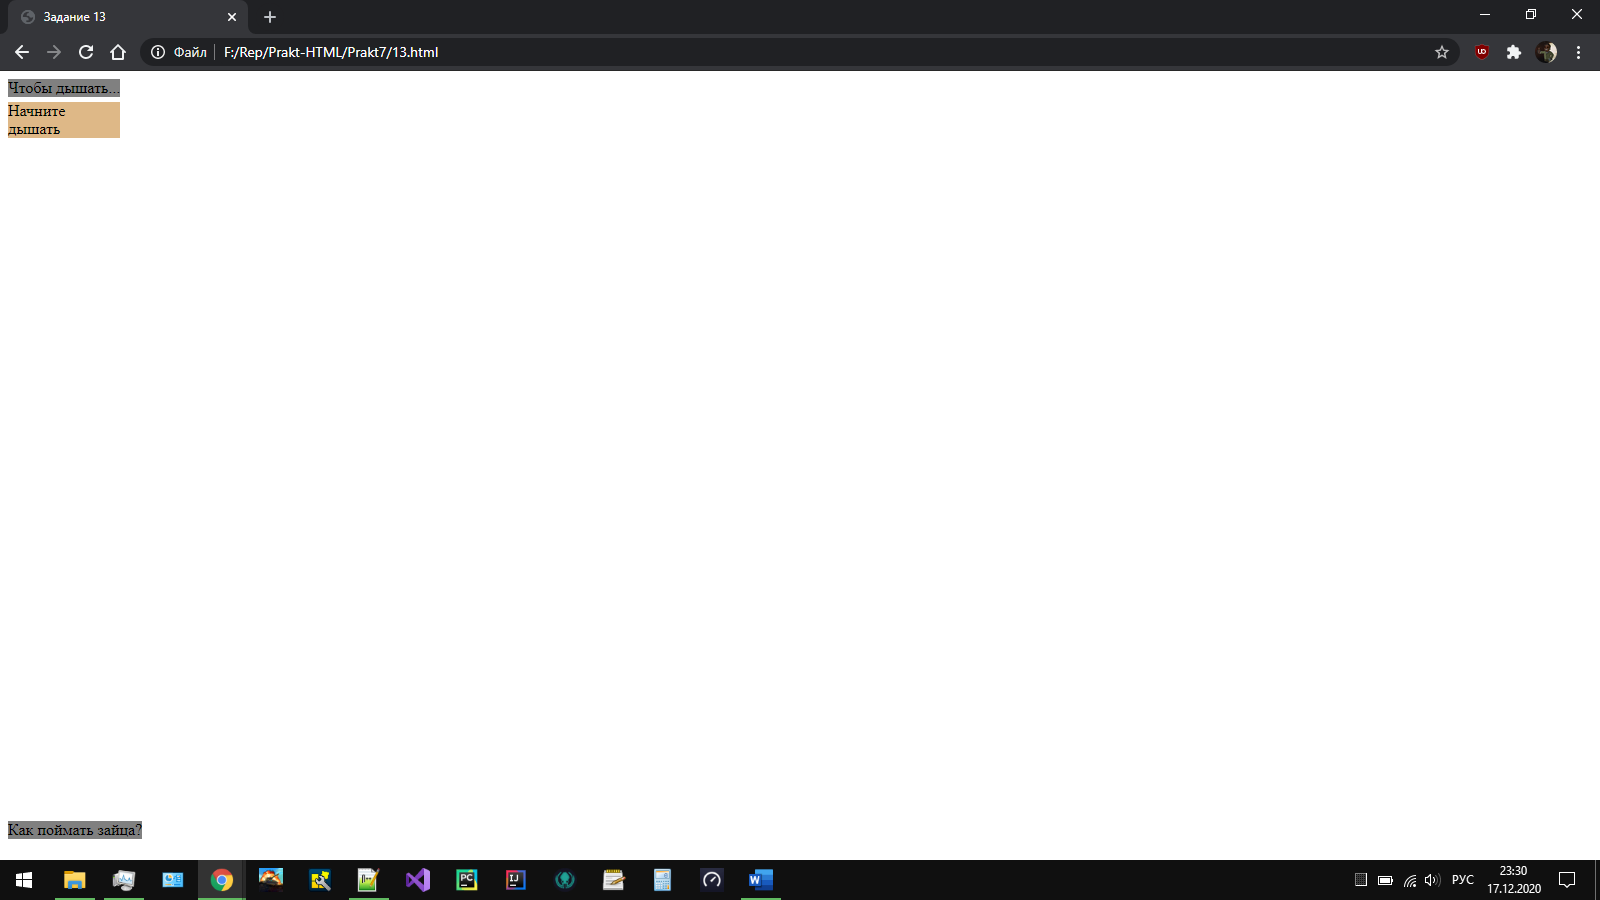 Задание 13
Файл F:/Rep/Prakt-HTML/Prakt7/13.html
Чтобы дышать...
Начните
дышать
Как поймать зайца?
РУС
23:30
17.12.2020